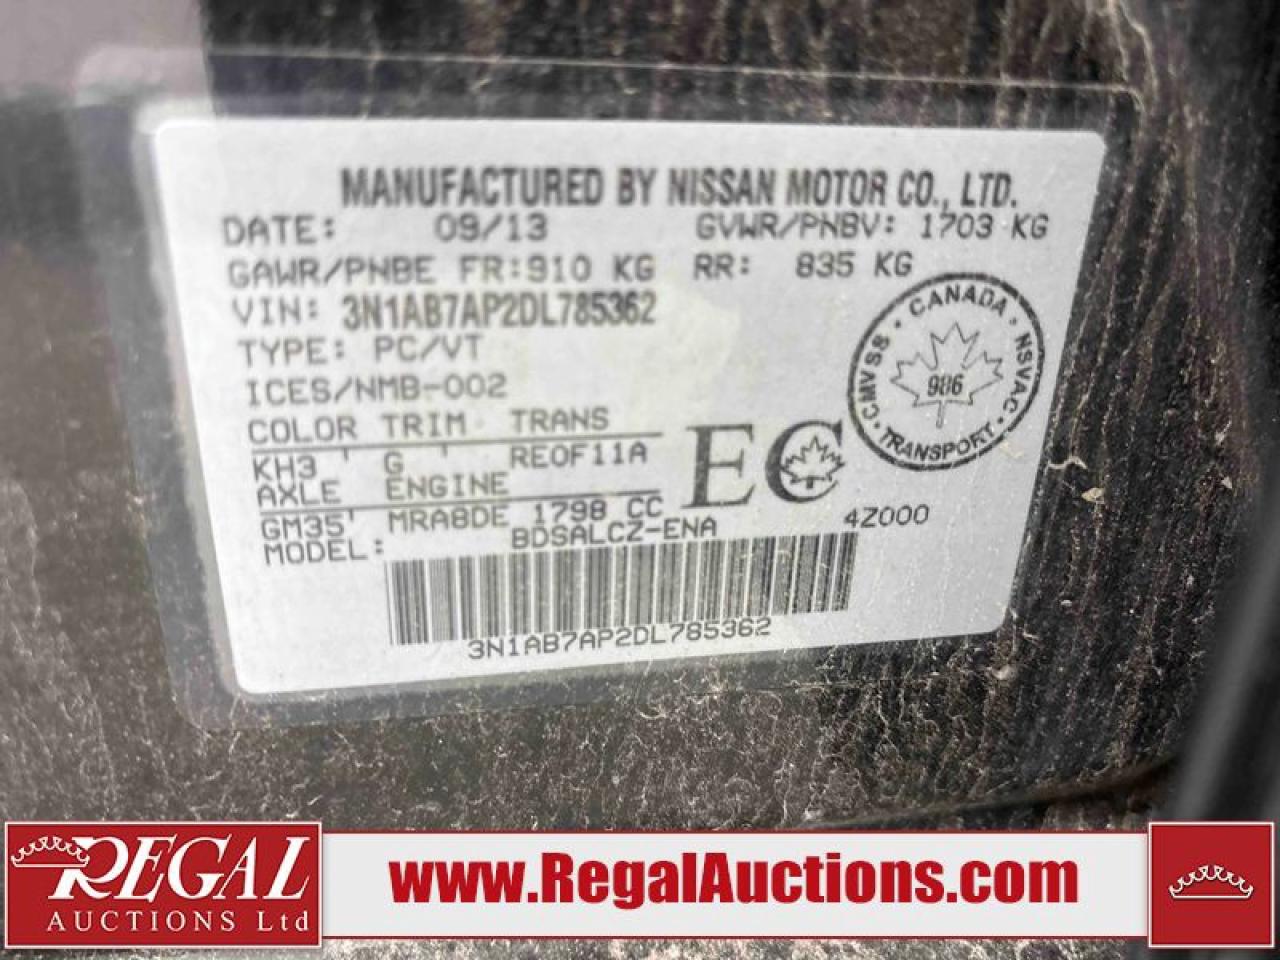 MANUFACTURED BY NISSAN MOTOR CO., LTD.
DATE: 09/13 GVWR/PNBV: 1703 KG
GAWR/PNBE FR:910 KG RR: 835 KG
VIN: 3N1AB7AP2DL785362
TYPE: PC/VT
ICES/NMB-002
COLOR TRIM TRANS
KH3 G RE0F11A
AXLE ENGINE
GM35 MRA8DE 1798 CC
MODEL: BDSALCZ-ENA 4Z000
CMVSS • CANADA • NSVAC • TRANSPORT •
986
EC
3N1AB7AP2DL785362
REGAL
AUCTIONS Ltd
www.RegalAuctions.com